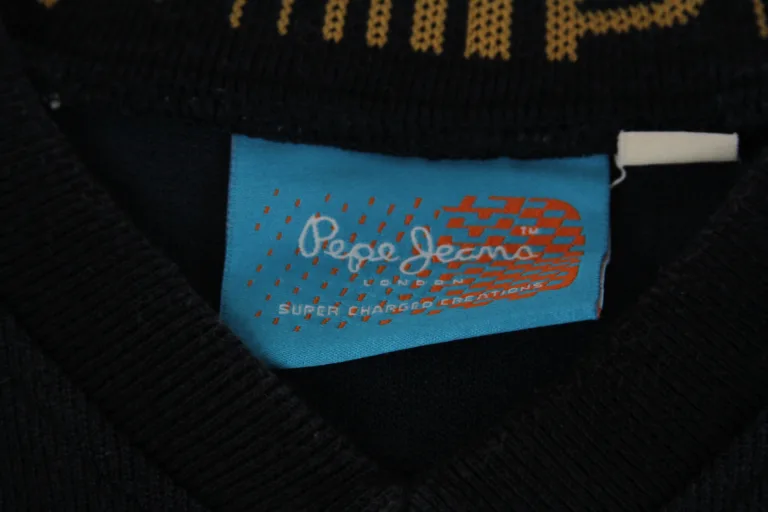 Pepe Jeans™
LONDON
SUPER CHARGED CREATIONS